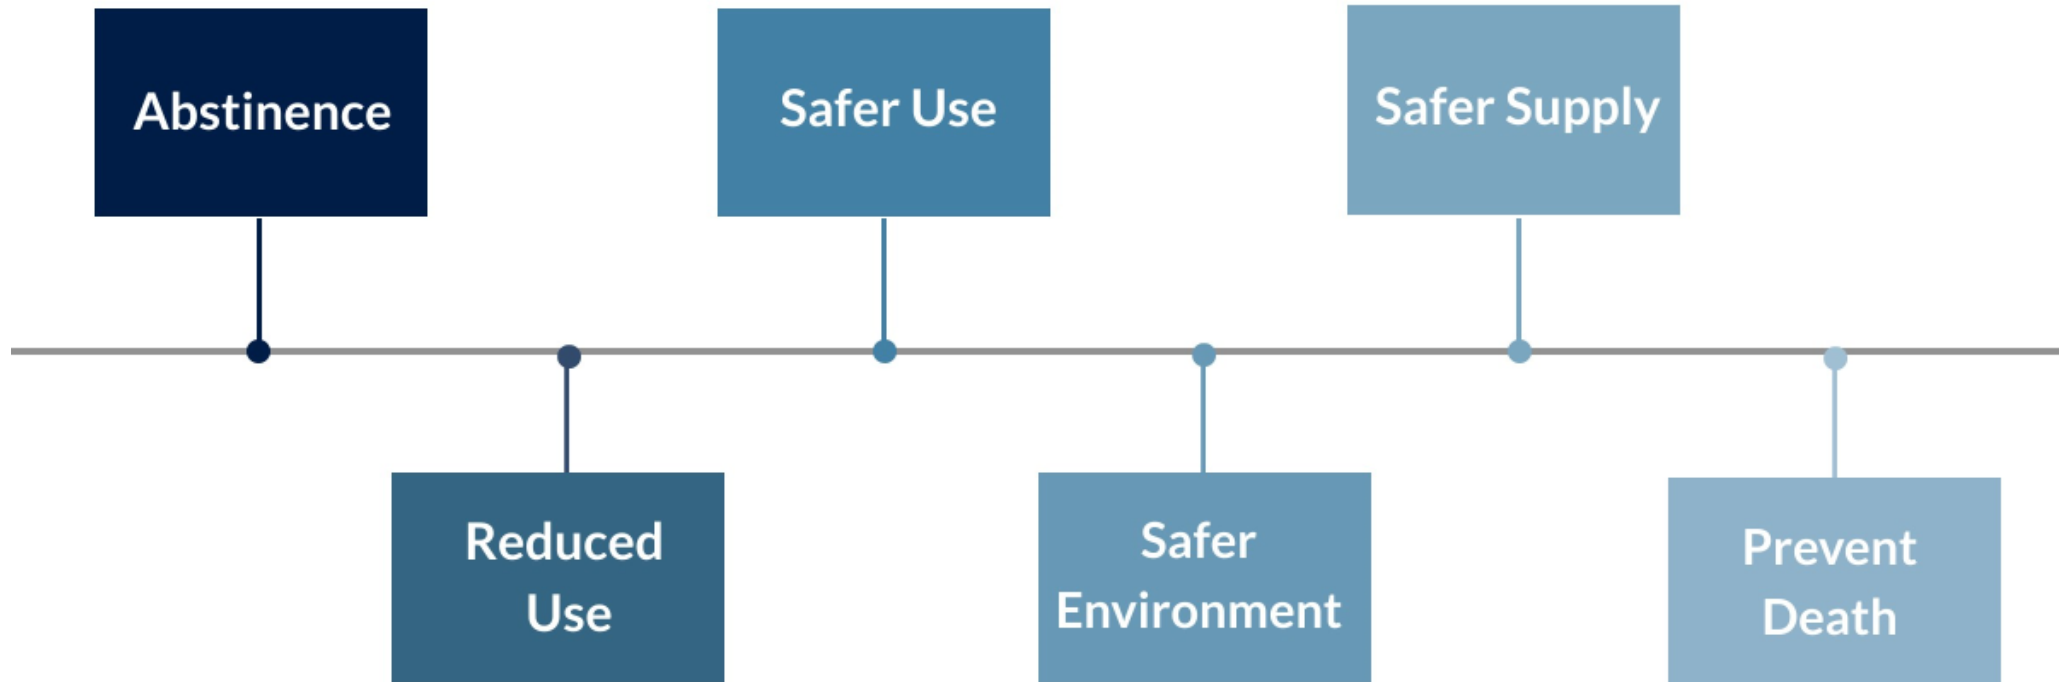 Abstinence
Reduced
Use
Safer Use
Safer
Environment
Safer Supply
Prevent
Death